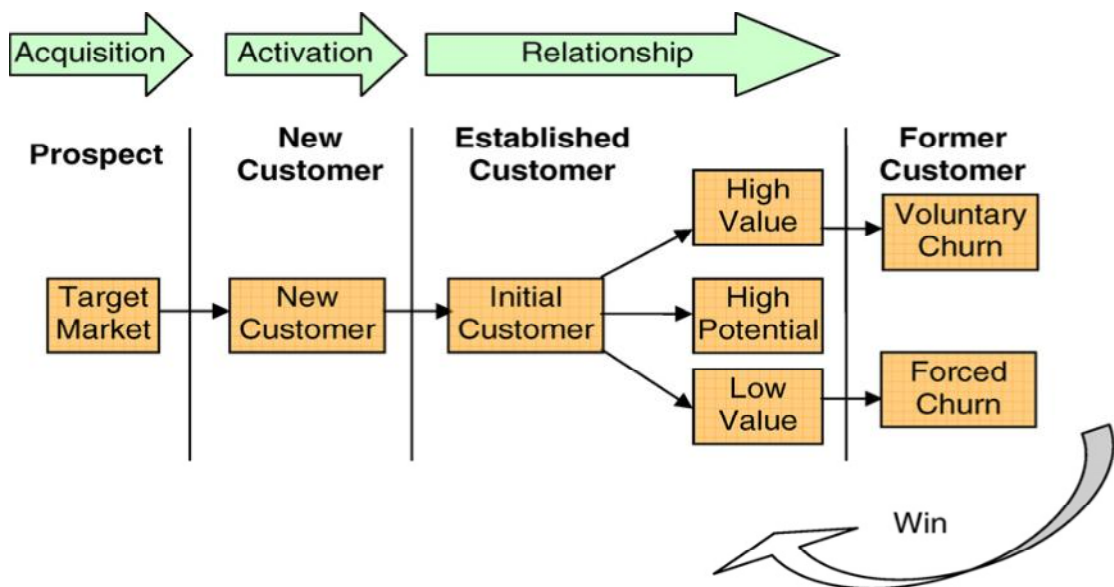 Acquisition
Activation
Relationship
Prospect
New
Customer
Established
Customer
Former
Customer
Target
Market
New
Customer
Initial
Customer
High
Value
High
Potential
Low
Value
Voluntary
Churn
Forced
Churn
Win